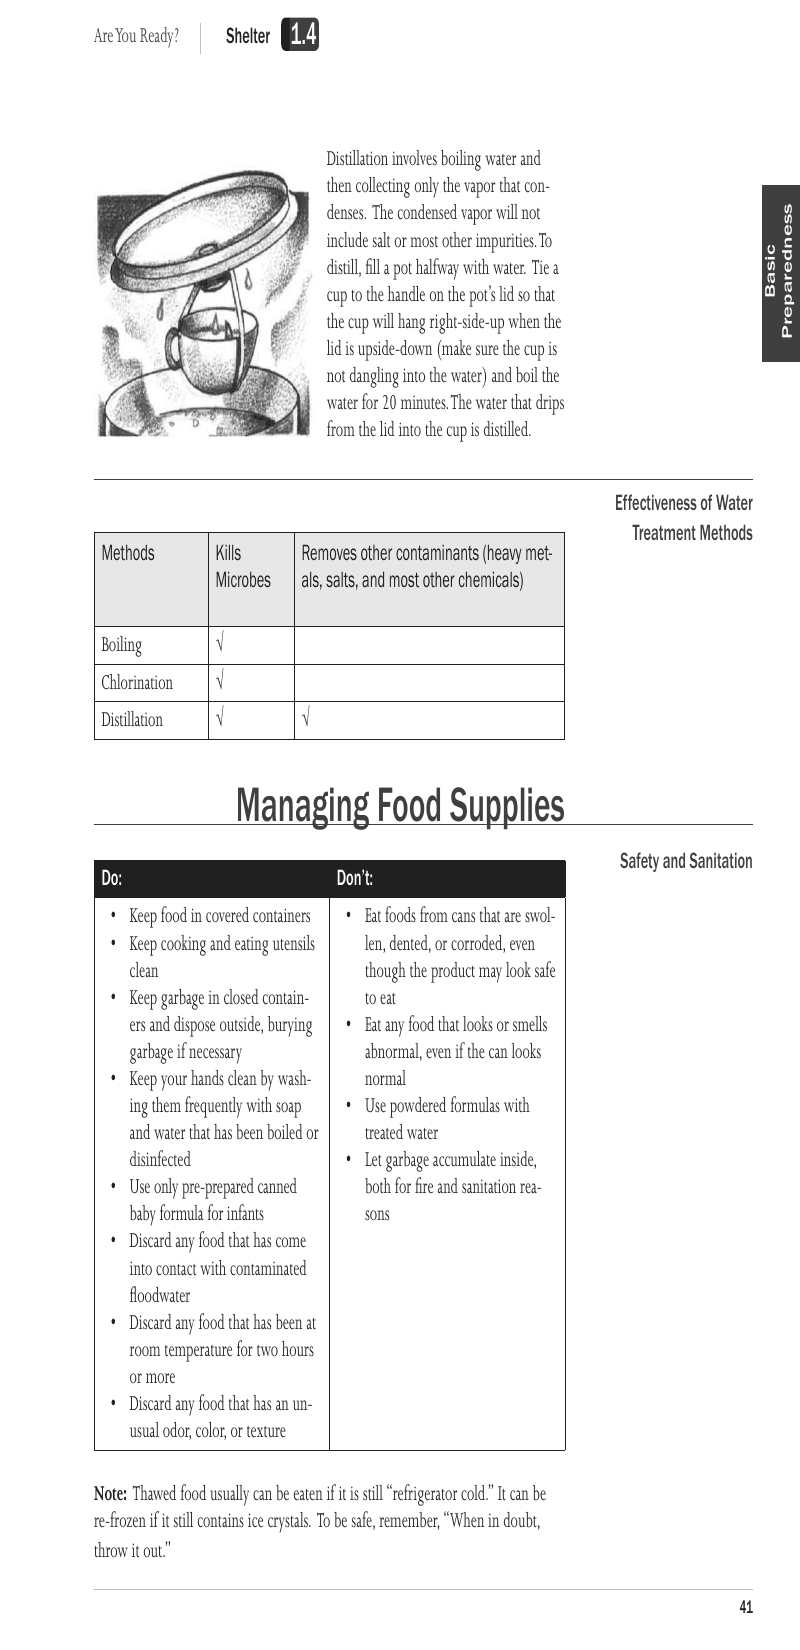 Are You Ready?
Shelter
1.4
Distillation involves boiling water and
then collecting only the vapor that con-
denses. The condensed vapor will not
include salt or most other impurities. To
distill, fill a pot halfway with water. Tie a
cup to the handle on the pot's lid so that
the cup will hang right-side-up when the
lid is upside-down (make sure the cup is
not dangling into the water) and boil the
water for 20 minutes. The water that drips
from the lid into the cup is distilled.
Basic
Preparedness
Effectiveness of Water
Treatment Methods
Methods
Kills
Microbes
Removes other contaminants (heavy met-
als, salts, and most other chemicals)
Boiling √
Chlorination √
Distillation √ √
Managing Food Supplies
Safety and Sanitation
Do:
• Keep food in covered containers
• Keep cooking and eating utensils
clean
• Keep garbage in closed contain-
ers and dispose outside, burying
garbage if necessary
• Keep your hands clean by wash-
ing them frequently with soap
and water that has been boiled or
disinfected
• Use only pre-prepared canned
baby formula for infants
• Discard any food that has come
into contact with contaminated
floodwater
• Discard any food that has been at
room temperature for two hours
or more
• Discard any food that has an un-
usual odor, color, or texture
Don't:
• Eat foods from cans that are swol-
len, dented, or corroded, even
though the product may look safe
to eat
• Eat any food that looks or smells
abnormal, even if the can looks
normal
• Use powdered formulas with
treated water
• Let garbage accumulate inside,
both for fire and sanitation rea-
sons
Note: Thawed food usually can be eaten if it is still “refrigerator cold.” It can be
re-frozen if it still contains ice crystals. To be safe, remember, “When in doubt,
throw it out.”
41